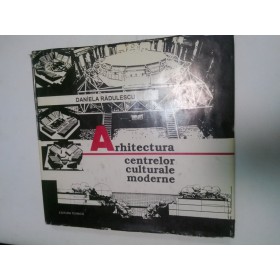 DANIELA RADULESCU
Arhitectura
centrelor
culturale
moderne